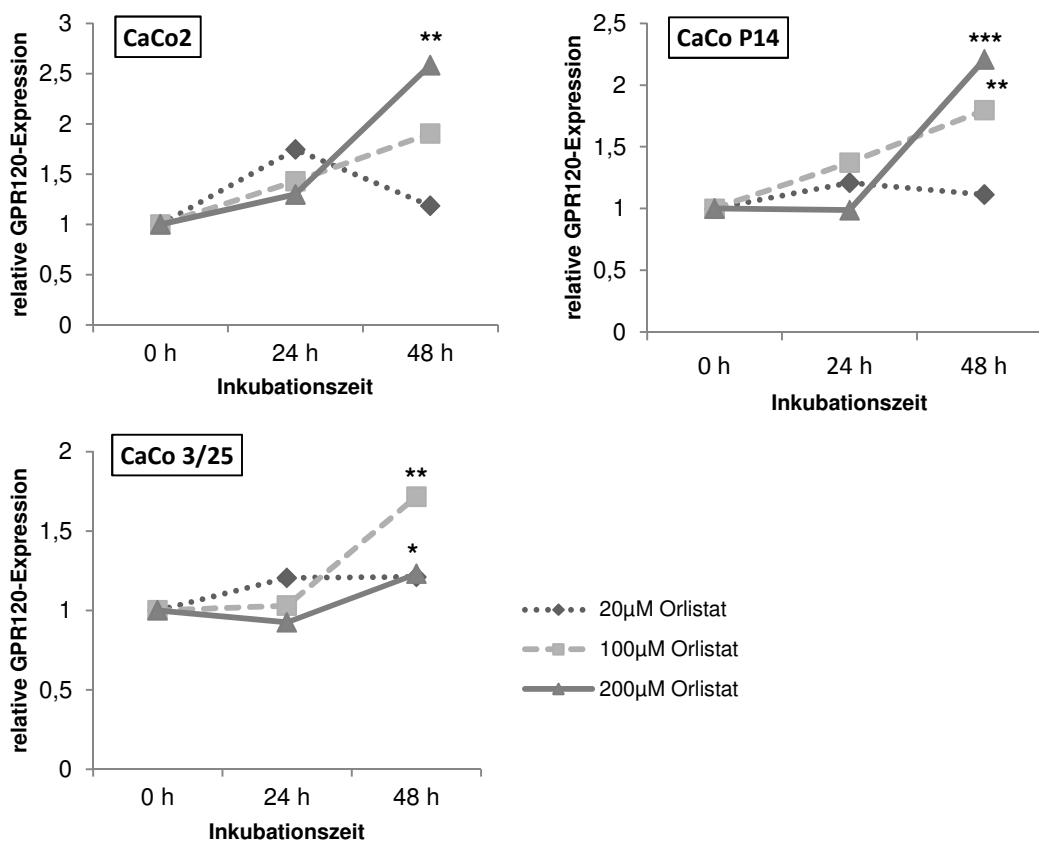 CaCo2
relative GPR120-Expression
3
2,5
2
1,5
1
0,5
0
**
0 h 24 h 48 h
Inkubationszeit
CaCo P14
relative GPR120-Expression
2,5
2
1,5
1
0,5
0
***
**
0 h 24 h 48 h
Inkubationszeit
CaCo 3/25
relative GPR120-Expression
2
1,5
1
0,5
0
**
*
0 h 24 h 48 h
Inkubationszeit
20µM Orlistat
100µM Orlistat
200µM Orlistat